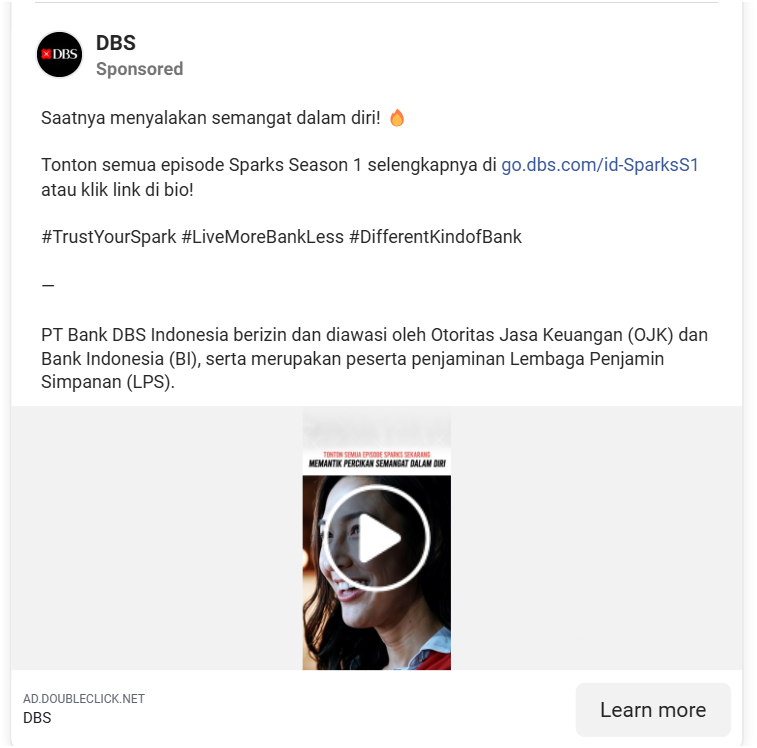 DBS
DBS
Sponsored
Saatnya menyalakan semangat dalam diri! 🔥
Tonton semua episode Sparks Season 1 selengkapnya di go.dbs.com/id-SparksS1
atau klik link di bio!
#TrustYourSpark #LiveMoreBankLess #DifferentKindofBank
—
PT Bank DBS Indonesia berizin dan diawasi oleh Otoritas Jasa Keuangan (OJK) dan
Bank Indonesia (BI), serta merupakan peserta penjaminan Lembaga Penjamin
Simpanan (LPS).
TONTON SEMUA EPISODE SPARKS SEKARANG
MEMANTIK PERCIKAN SEMANGAT DALAM DIRI
AD.DOUBLECLICK.NET
DBS
Learn more